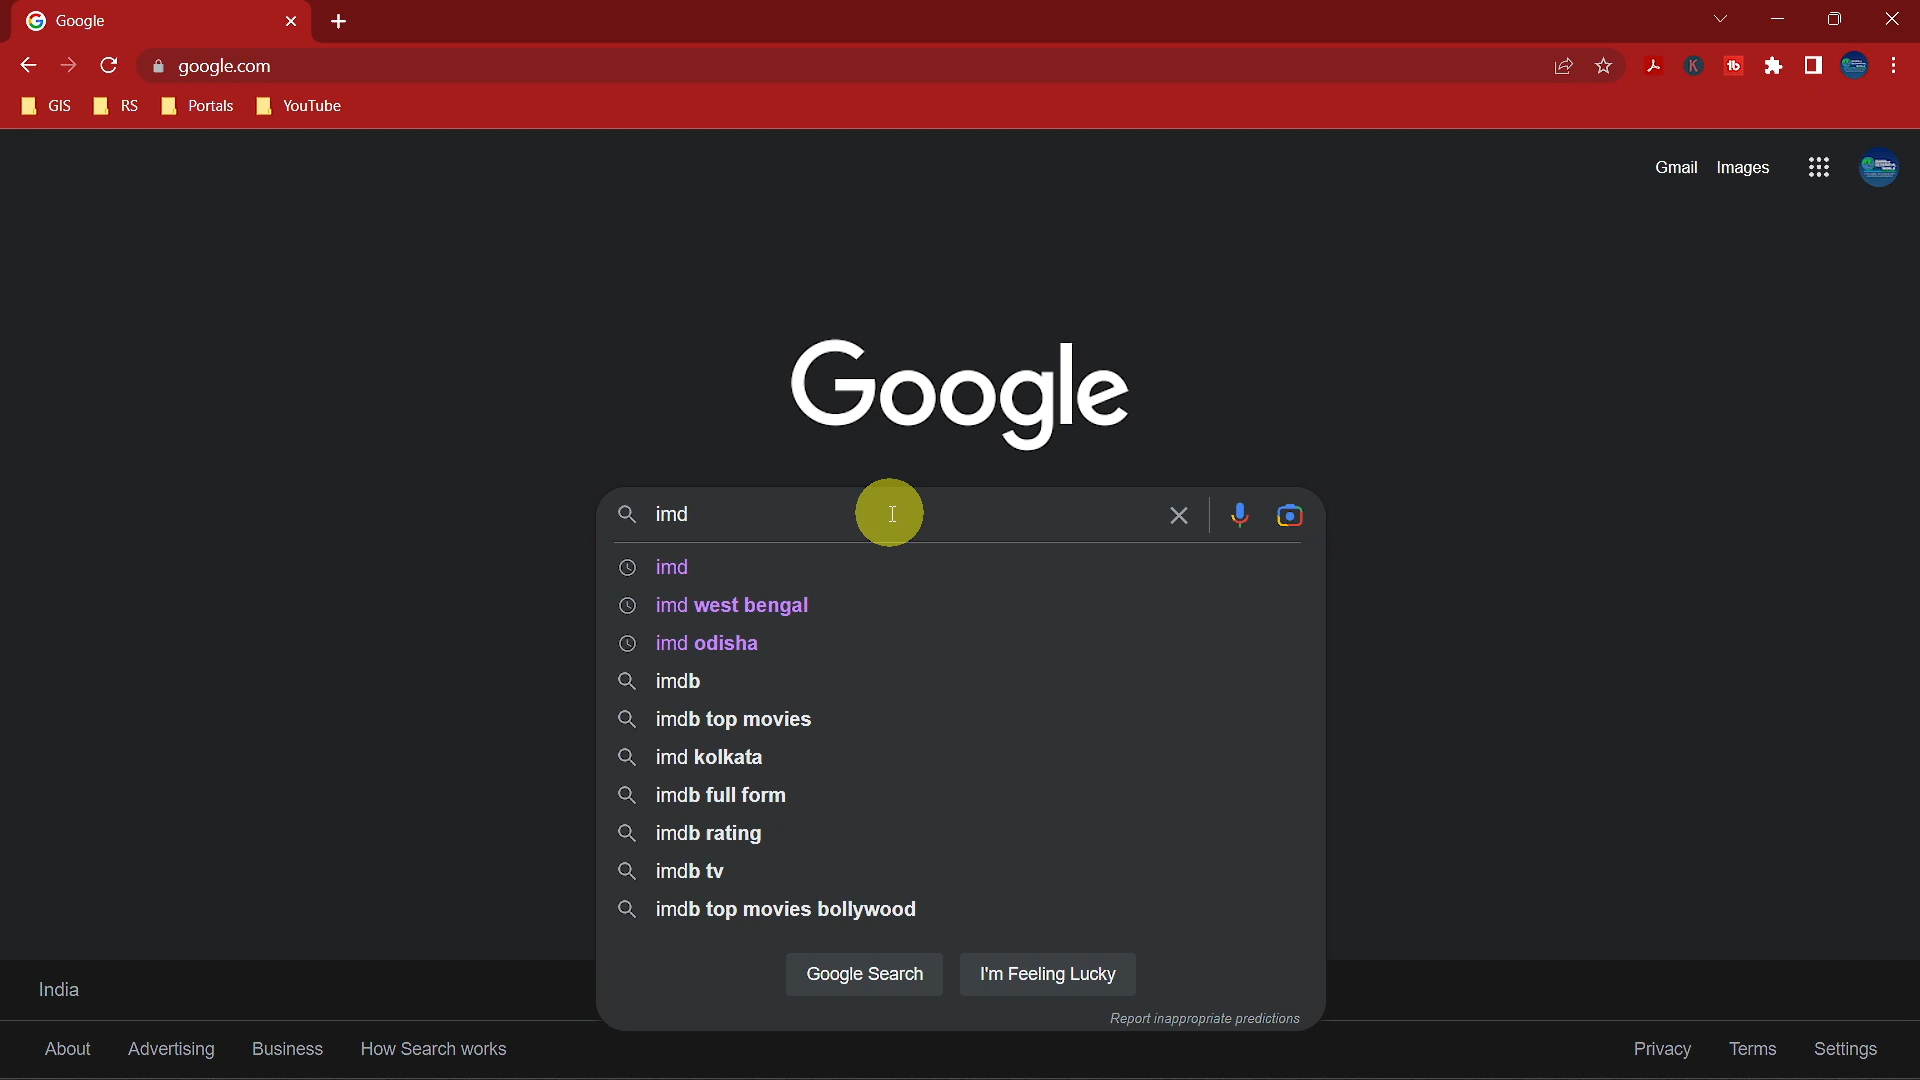 Google
google.com
GIS RS Portals YouTube
Gmail Images
Google
imd
imd
imd west bengal
imd odisha
imdb
imdb top movies
imd kolkata
imdb full form
imdb rating
imdb tv
imdb top movies bollywood
Google Search I'm Feeling Lucky
Report inappropriate predictions
India
About Advertising Business How Search works Privacy Terms Settings